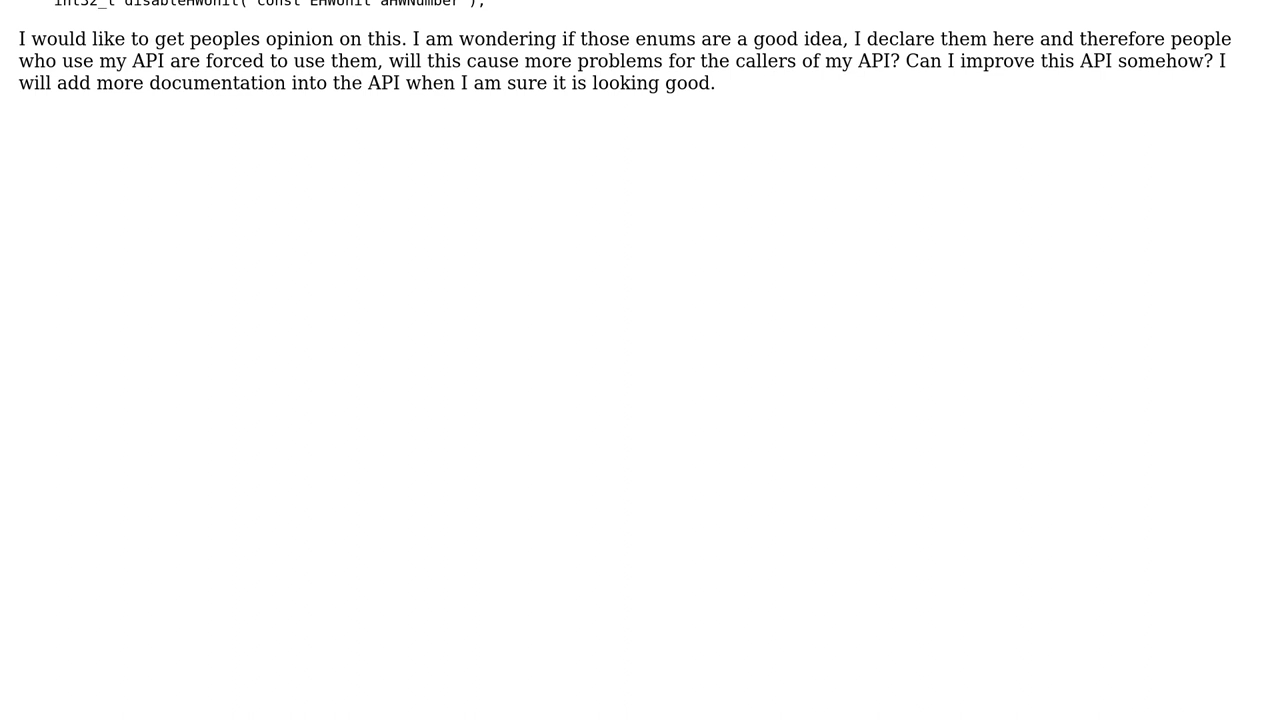 int32_t disableHWUnit( const EHWUnit aHWNumber );
I would like to get peoples opinion on this. I am wondering if those enums are a good idea, I declare them here and therefore people
who use my API are forced to use them, will this cause more problems for the callers of my API? Can I improve this API somehow? I
will add more documentation into the API when I am sure it is looking good.